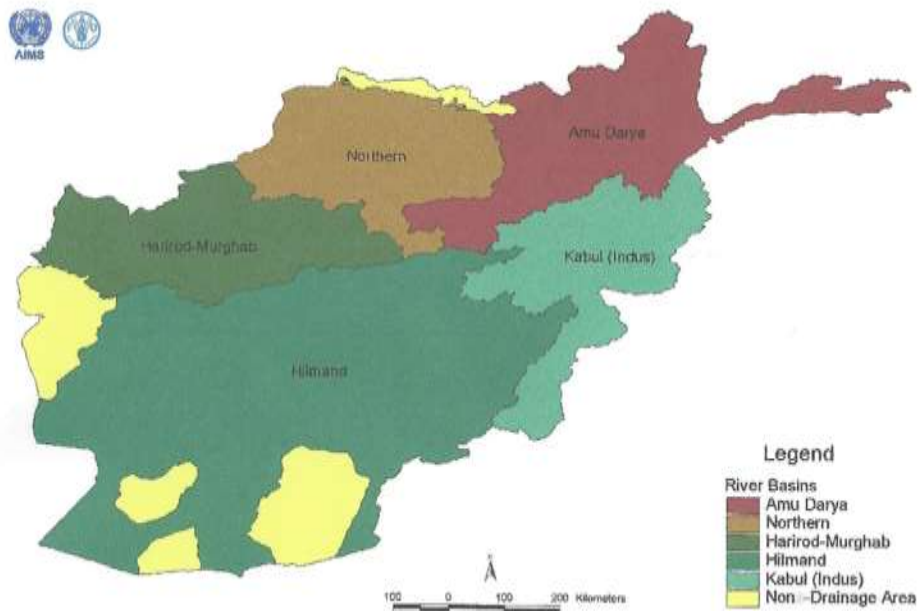 AIMS
Amu Darya
Northern
Harirod-Murghab
Kabul (Indus)
Hilmand
Legend
River Basins
Amu Darya
Northern
Harirod-Murghab
Hilmand
Kabul (Indus)
Non -Drainage Area
100 0 100 200 Kilometers